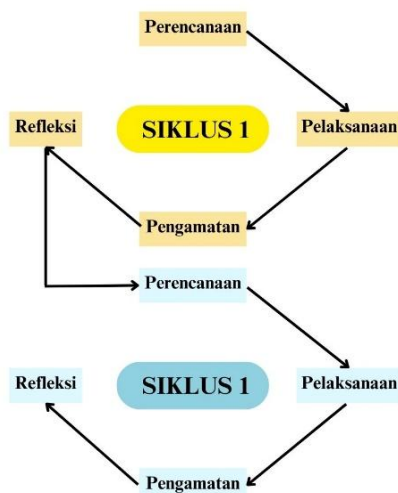 Perencanaan
Refleksi
SIKLUS 1
Pelaksanaan
Pengamatan
Perencanaan
Refleksi
SIKLUS 1
Pelaksanaan
Pengamatan